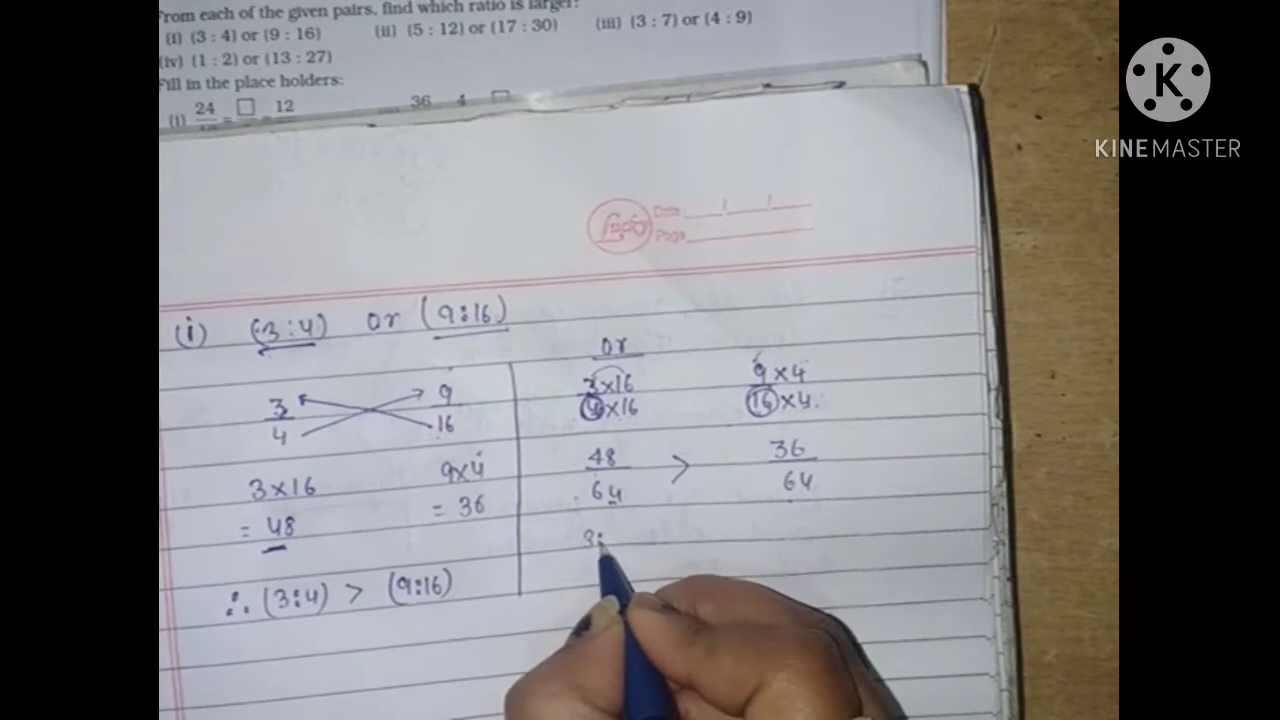 From each of the given pairs, find which ratio is larger:
(i) (3 : 4) or (9 : 16) (ii) (5 : 12) or (17 : 30) (iii) (3 : 7) or (4 : 9)
(iv) (1 : 2) or (13 : 27)
Fill in the place holders:
(i) 24 = □ = 12 36 4 □
K
KINEMASTER
Lucky Date
Page
(i) (3:4) or (9:16)
3 9
4 16
3×16 9×4
= 48 = 36
∴ (3:4) > (9:16)
or
3×16 9×4
4×16 16×4.
48 > 36
64 64
3: